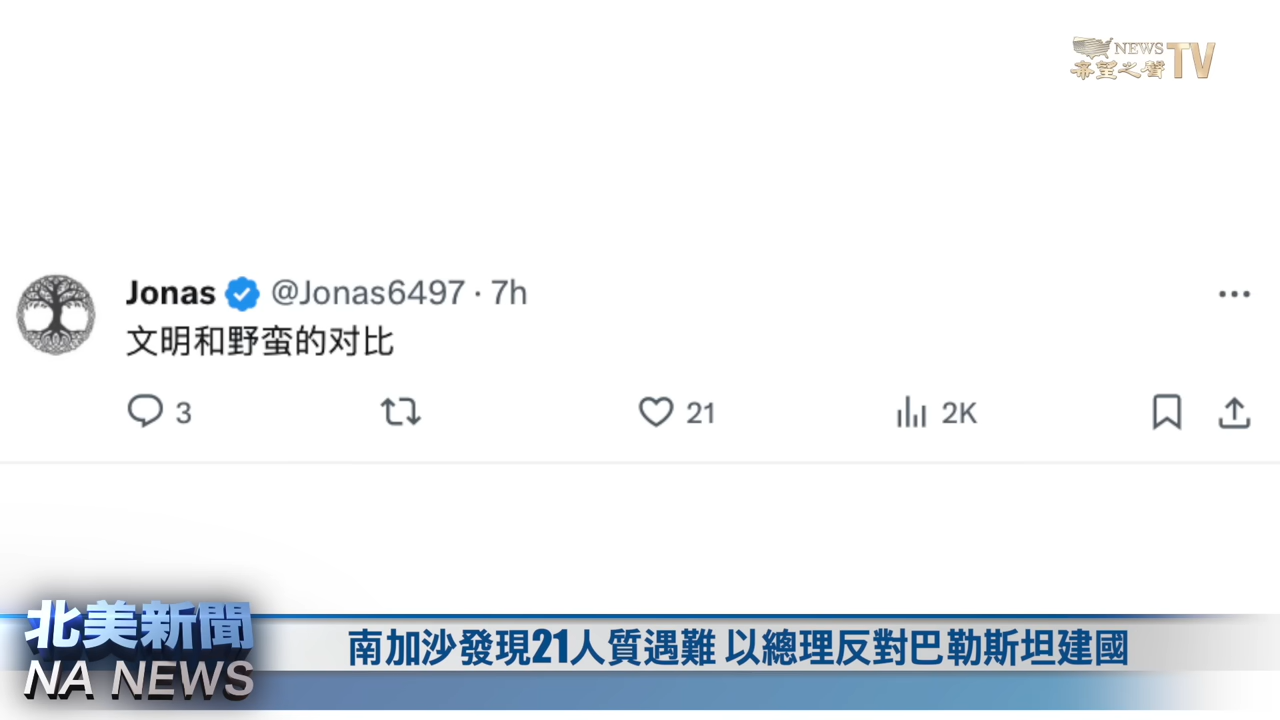 NEWS
希望之聲TV
Jonas @Jonas6497 · 7h
文明和野蛮的对比
3 21 2K
北美新聞
NA NEWS
南加沙發現21人質遇難 以總理反對巴勒斯坦建國